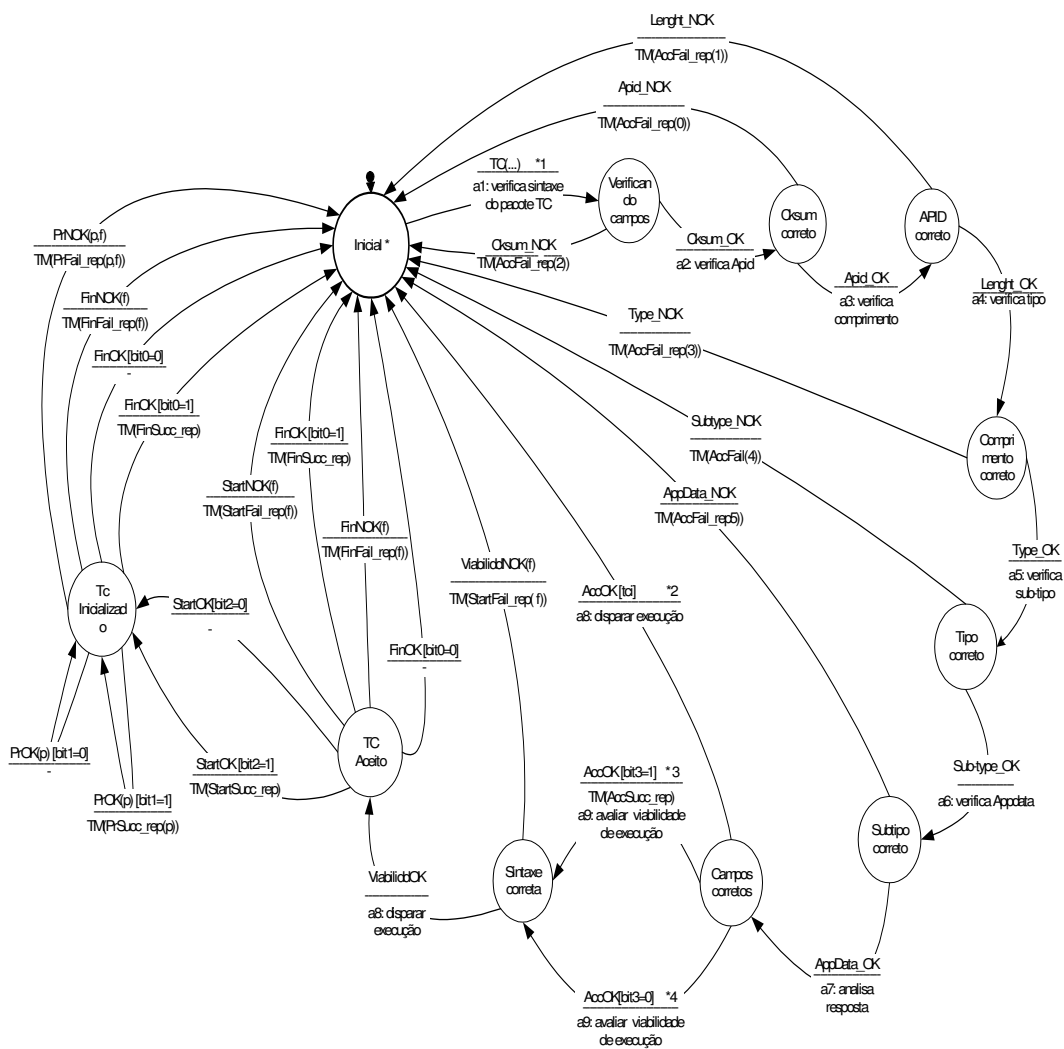 Lenght_NOK
TM(AccFail_rep(1))
Apid_NOK
TM(AccFail_rep(0))
TC(...) *1
a1: verifica sintaxe
do pacote TC
Verifican
do
campos
Cksum
correto
APID
correto
Inicial *
Cksum_NOK
TM(AccFail_rep(2))
Cksum_OK
a2: verifica Apid
Apid_OK
a3: verifica
comprimento
Lenght_OK
a4: verifica tipo
PrNOK(p,f)
TM(PrFail_rep(p,f))
FinNOK(f)
TM(FinFail_rep(f))
FinOK[bit0=0]
-
FinOK[bit0=1]
TM(FinSucc_rep)
Type_NOK
TM(AccFail_rep(3))
Subtype_NOK
TM(AccFail(4))
Compri
mento
correto
FinOK[bit0=1]
TM(FinSucc_rep)
StartNOK(f)
TM(StartFail_rep(f))
FinNOK(f)
TM(FinFail_rep(f))
AppData_NOK
TM(AccFail_rep5))
Type_OK
a5: verifica
sub-tipo
ViabilidNOK(f)
TM(StartFail_rep( f))
AccOK[tci] *2
a8: disparar execução
Tc
Inicializad
o
StartOK[bit2=0]
-
FinOK[bit0=0]
-
Tipo
correto
TC
Aceito
PrOK(p) [bit1=0]
-
PrOK(p) [bit1=1]
TM(PrSucc_rep(p))
StartOK[bit2=1]
TM(StartSucc_rep)
AccOK[bit3=1] *3
TM(AccSucc_rep)
a9: avaliar viabilidade
de execução
Sub-type_OK
a6: verifica Appdata
Subtipo
correto
ViabilidOK
a8: disparar
execução
Sintaxe
correta
Campos
corretos
AppData_OK
a7: analisa
resposta
AccOK[bit3=0] *4
a9: avaliar viabilidade
de execução